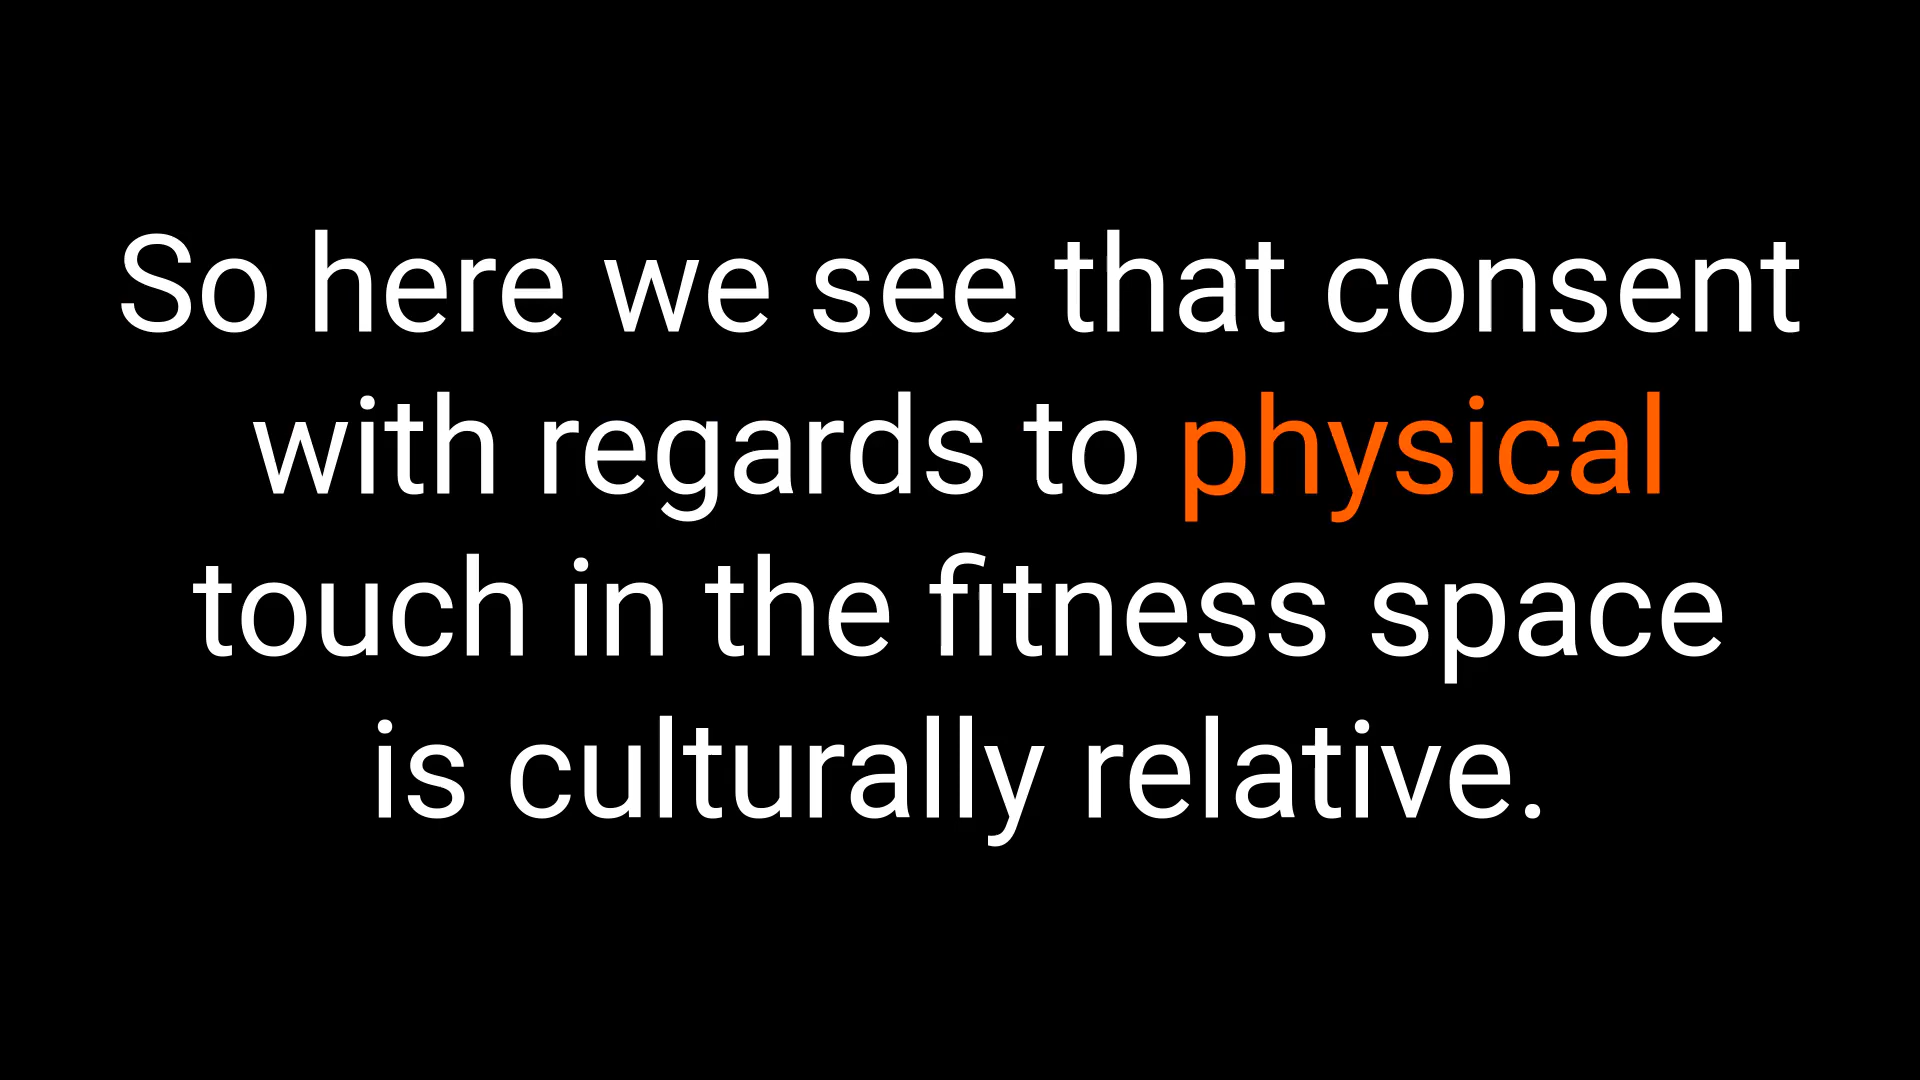 So here we see that consent
with regards to physical
touch in the fitness space
is culturally relative.